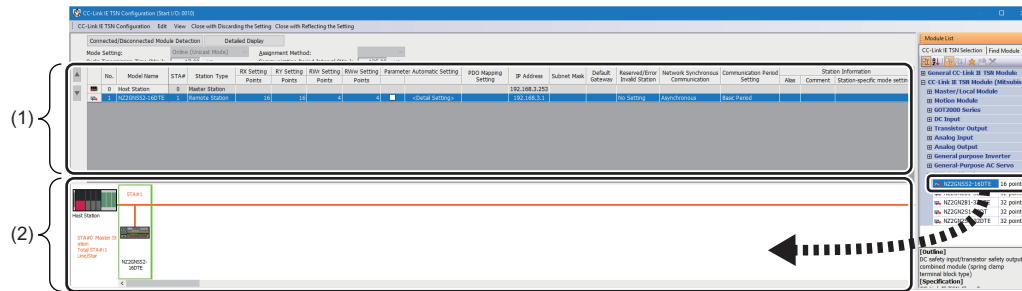 CC-Link IE TSN Configuration (Start I/O: 0010)
CC-Link IE TSN Configuration Edit View Close with Discarding the Setting Close with Reflecting the Setting
Connected/Disconnected Module Detection Detailed Display
Mode Setting: Online (Unicast Mode) Assignment Method:
No. Model Name STA# Station Type RX Setting RY Setting RWr Setting RWw Setting Parameter Automatic Setting PDO Mapping Setting IP Address Subnet Mask Default Gateway Reserved/Error Invalid Station Network Synchronous Communication Communication Period Setting Station Information
Points Points Points Points Alias Comment Station-specific mode settin
0 Host Station 0 Master Station 192.168.3.253
1 NZ2GNSS2-16DTE 1 Remote Station 16 16 4 4 <Detail Setting> 192.168.3.1 No Setting Asynchronous Basic Period
(1)
(2)
STA#1
Host Station
STA#0 Master St
ation
Total STA#:1
Line/Star
NZ2GNSS2-
16DTE
Module List
CC-Link IE TSN Selection Find Module
General CC-Link IE TSN Module
CC-Link IE TSN Module (Mitsubis
Master/Local Module
Motion Module
GOT2000 Series
DC Input
Transistor Output
Analog Input
Analog Output
General purpose Inverter
General-Purpose AC Servo
NZ2GNSS2-16DTE 16 point
32 point
32 point
32 point
[Outline]
DC safety input/transistor safety output
combined module (spring clamp
terminal block type)
[Specification]